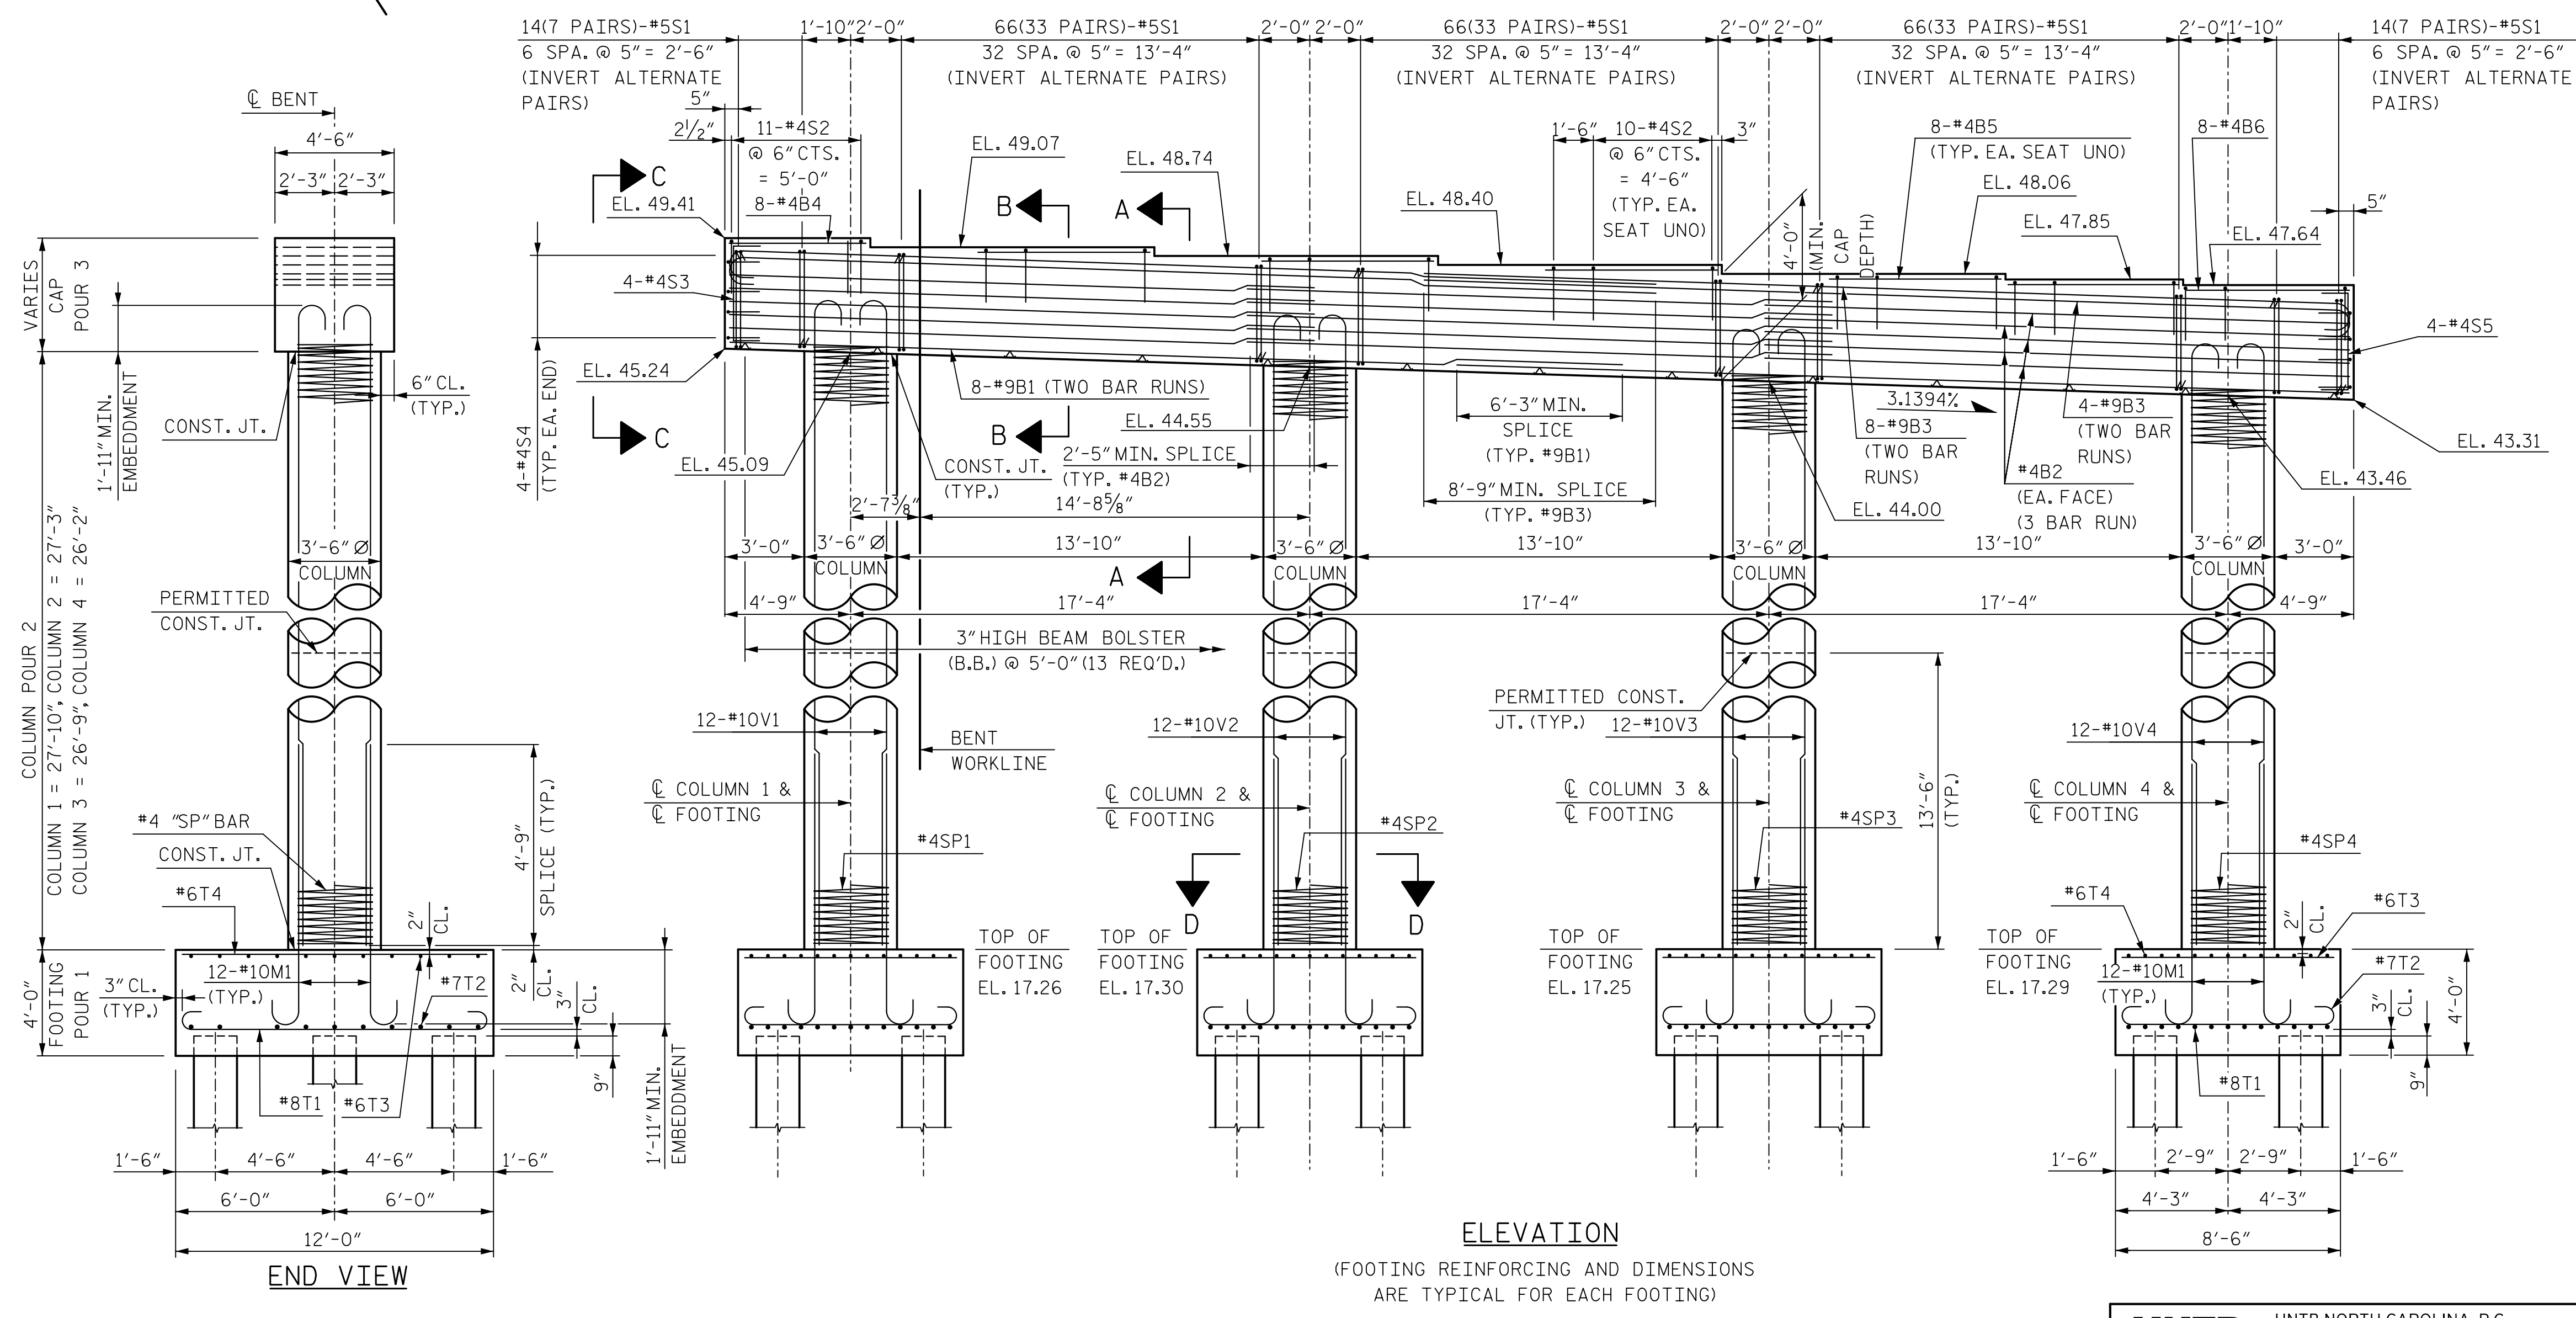 14(7 PAIRS)-#5S1
6 SPA. @ 5" = 2'-6"
(INVERT ALTERNATE
PAIRS)
1'-10"
2'-0"
66(33 PAIRS)-#5S1
32 SPA. @ 5" = 13'-4"
(INVERT ALTERNATE PAIRS)
2'-0"
2'-0"
66(33 PAIRS)-#5S1
32 SPA. @ 5" = 13'-4"
(INVERT ALTERNATE PAIRS)
2'-0"
2'-0"
66(33 PAIRS)-#5S1
32 SPA. @ 5" = 13'-4"
(INVERT ALTERNATE PAIRS)
2'-0"
1'-10"
14(7 PAIRS)-#5S1
6 SPA. @ 5" = 2'-6"
(INVERT ALTERNATE
PAIRS)
℄ BENT
4'-6"
2'-3"
2'-3"
VARIES
CAP
POUR 3
1'-11" MIN.
EMBEDDMENT
CONST. JT.
6" CL.
(TYP.)
3'-6" Ø
COLUMN
PERMITTED
CONST. JT.
COLUMN POUR 2
COLUMN 1 = 27'-10", COLUMN 2 = 27'-3"
COLUMN 3 = 26'-9", COLUMN 4 = 26'-2"
#4 "SP" BAR
CONST. JT.
#6T4
4'-9"
SPLICE (TYP.)
2"
CL.
4'-0"
FOOTING
POUR 1
3" CL.
(TYP.)
12-#10M1
(TYP.)
#7T2
2"
CL.
3"
CL.
9"
1'-11" MIN.
EMBEDDMENT
#8T1
#6T3
1'-6"
4'-6"
4'-6"
1'-6"
6'-0"
6'-0"
12'-0"
END VIEW
5"
2½"
11-#4S2
@ 6" CTS.
= 5'-0"
C
EL. 49.41
8-#4B4
EL. 49.07
B
A
EL. 48.74
EL. 48.40
1'-6"
10-#4S2
3"
@ 6" CTS.
= 4'-6"
(TYP. EA.
SEAT UNO)
4'-0"
(MIN.
CAP
DEPTH)
8-#4B5
(TYP. EA. SEAT UNO)
EL. 48.06
EL. 47.85
8-#4B6
EL. 47.64
5"
4-#4S3
4-#4S4
(TYP. EA. END)
EL. 45.24
C
EL. 45.09
8-#9B1 (TWO BAR RUNS)
B
EL. 44.55
CONST. JT.
(TYP.)
2'-5" MIN. SPLICE
(TYP. #4B2)
6'-3" MIN.
SPLICE
(TYP. #9B1)
8'-9" MIN. SPLICE
(TYP. #9B3)
3.1394%
8-#9B3
(TWO BAR
RUNS)
EL. 44.00
4-#9B3
(TWO BAR
RUNS)
#4B2
(EA. FACE)
(3 BAR RUN)
4-#4S5
EL. 43.31
EL. 43.46
2'-7⅜"
14'-8⅝"
3'-0"
3'-6" Ø
COLUMN
13'-10"
3'-6" Ø
COLUMN
13'-10"
3'-6" Ø
COLUMN
13'-10"
3'-6" Ø
COLUMN
3'-0"
A
4'-9"
17'-4"
17'-4"
17'-4"
4'-9"
3" HIGH BEAM BOLSTER
(B.B.) @ 5'-0" (13 REQ'D.)
12-#10V1
BENT
WORKLINE
12-#10V2
PERMITTED CONST.
JT. (TYP.)
12-#10V3
12-#10V4
13'-6"
(TYP.)
℄ COLUMN 1 &
℄ FOOTING
℄ COLUMN 2 &
℄ FOOTING
℄ COLUMN 3 &
℄ FOOTING
℄ COLUMN 4 &
℄ FOOTING
#4SP1
#4SP2
#4SP3
#4SP4
D
D
TOP OF
FOOTING
EL. 17.26
TOP OF
FOOTING
EL. 17.30
TOP OF
FOOTING
EL. 17.25
TOP OF
FOOTING
EL. 17.29
#6T4
2"
CL.
#6T3
12-#10M1
(TYP.)
#7T2
3"
CL.
4'-0"
9"
#8T1
1'-6"
2'-9"
2'-9"
1'-6"
4'-3"
4'-3"
8'-6"
ELEVATION
(FOOTING REINFORCING AND DIMENSIONS
ARE TYPICAL FOR EACH FOOTING)